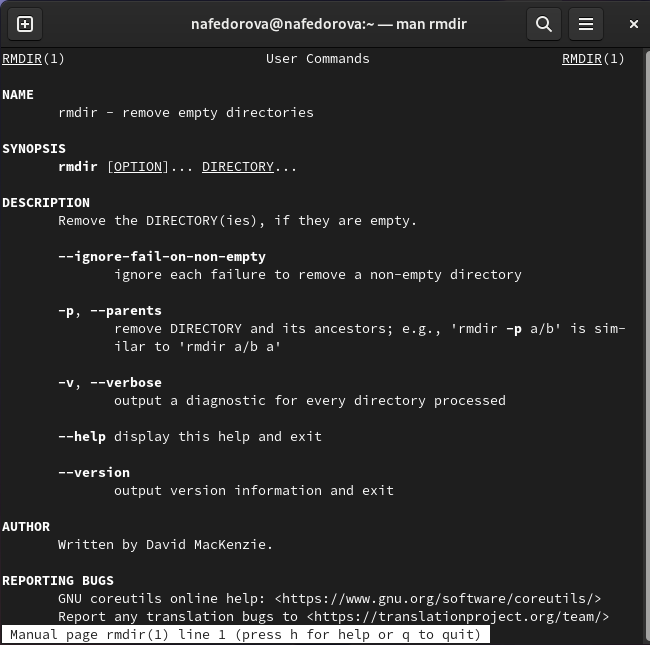 nafedorova@nafedorova:~ — man rmdir
RMDIR(1) User Commands RMDIR(1)
NAME
rmdir - remove empty directories
SYNOPSIS
rmdir [OPTION]... DIRECTORY...
DESCRIPTION
Remove the DIRECTORY(ies), if they are empty.
--ignore-fail-on-non-empty
ignore each failure to remove a non-empty directory
-p, --parents
remove DIRECTORY and its ancestors; e.g., 'rmdir -p a/b' is sim-
ilar to 'rmdir a/b a'
-v, --verbose
output a diagnostic for every directory processed
--help display this help and exit
--version
output version information and exit
AUTHOR
Written by David MacKenzie.
REPORTING BUGS
GNU coreutils online help: <https://www.gnu.org/software/coreutils/>
Report any translation bugs to <https://translationproject.org/team/>
Manual page rmdir(1) line 1 (press h for help or q to quit)